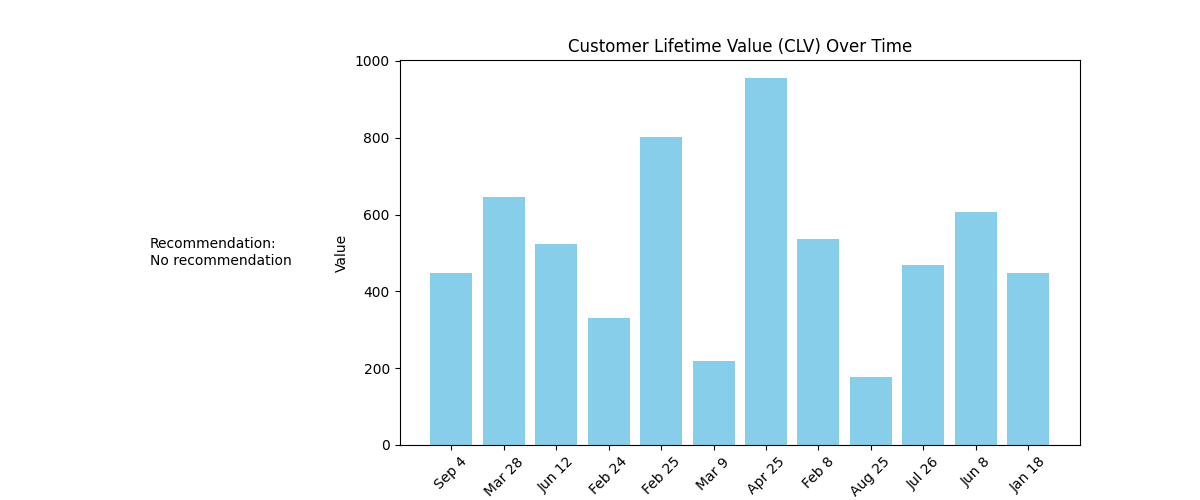 Customer Lifetime Value (CLV) Over Time
1000
800
600
400
200
0
Value
Recommendation:
No recommendation
Sep 4
Mar 28
Jun 12
Feb 24
Feb 25
Mar 9
Apr 25
Feb 8
Aug 25
Jul 26
Jun 8
Jan 18